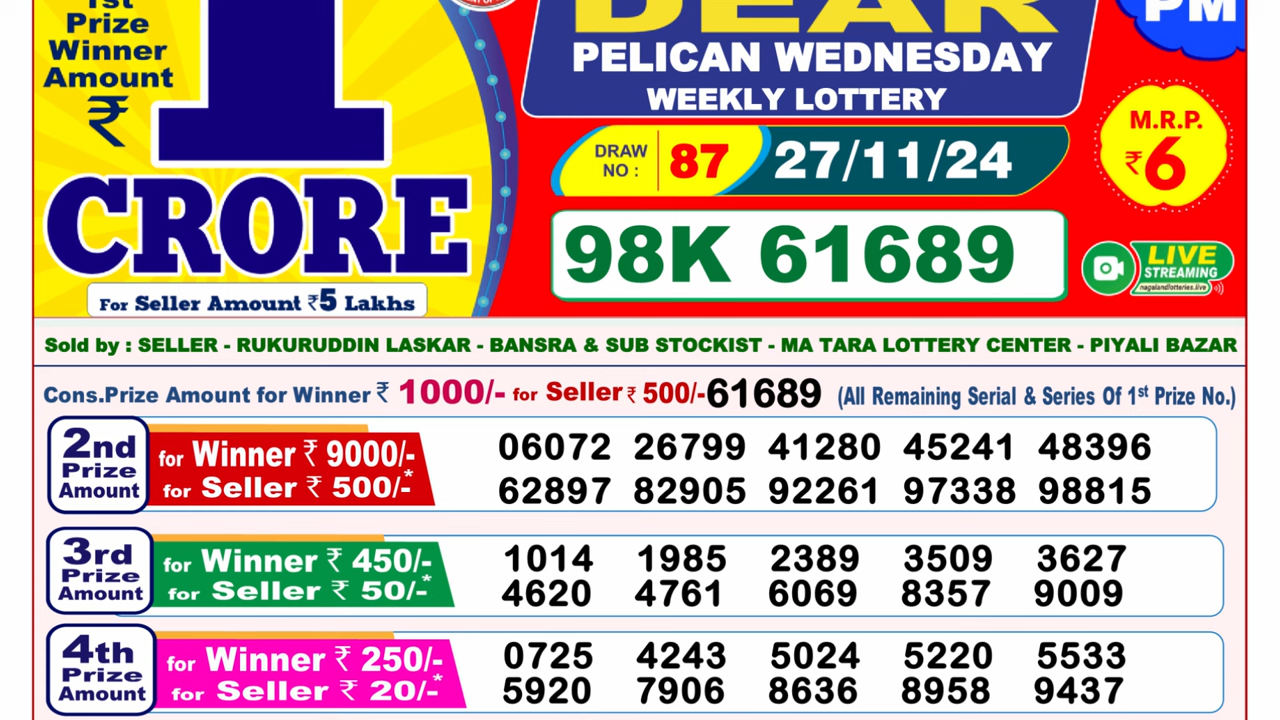 1st
Prize
Winner
Amount
₹
1
CRORE
For Seller Amount ₹5 Lakhs
DEAR
PELICAN WEDNESDAY
WEEKLY LOTTERY
PM
DRAW NO : 87 27/11/24
M.R.P.
₹6
98K 61689
LIVE
STREAMING
nagalandlotteries.live
Sold by : SELLER - RUKURUDDIN LASKAR - BANSRA & SUB STOCKIST - MA TARA LOTTERY CENTER - PIYALI BAZAR
Cons.Prize Amount for Winner ₹ 1000/- for Seller ₹ 500/- 61689 (All Remaining Serial & Series Of 1st Prize No.)
2nd
Prize
Amount
for Winner ₹ 9000/-
for Seller ₹ 500/-*
06072 26799 41280 45241 48396
62897 82905 92261 97338 98815
3rd
Prize
Amount
for Winner ₹ 450/-
for Seller ₹ 50/-*
1014 1985 2389 3509 3627
4620 4761 6069 8357 9009
4th
Prize
Amount
for Winner ₹ 250/-
for Seller ₹ 20/-*
0725 4243 5024 5220 5533
5920 7906 8636 8958 9437